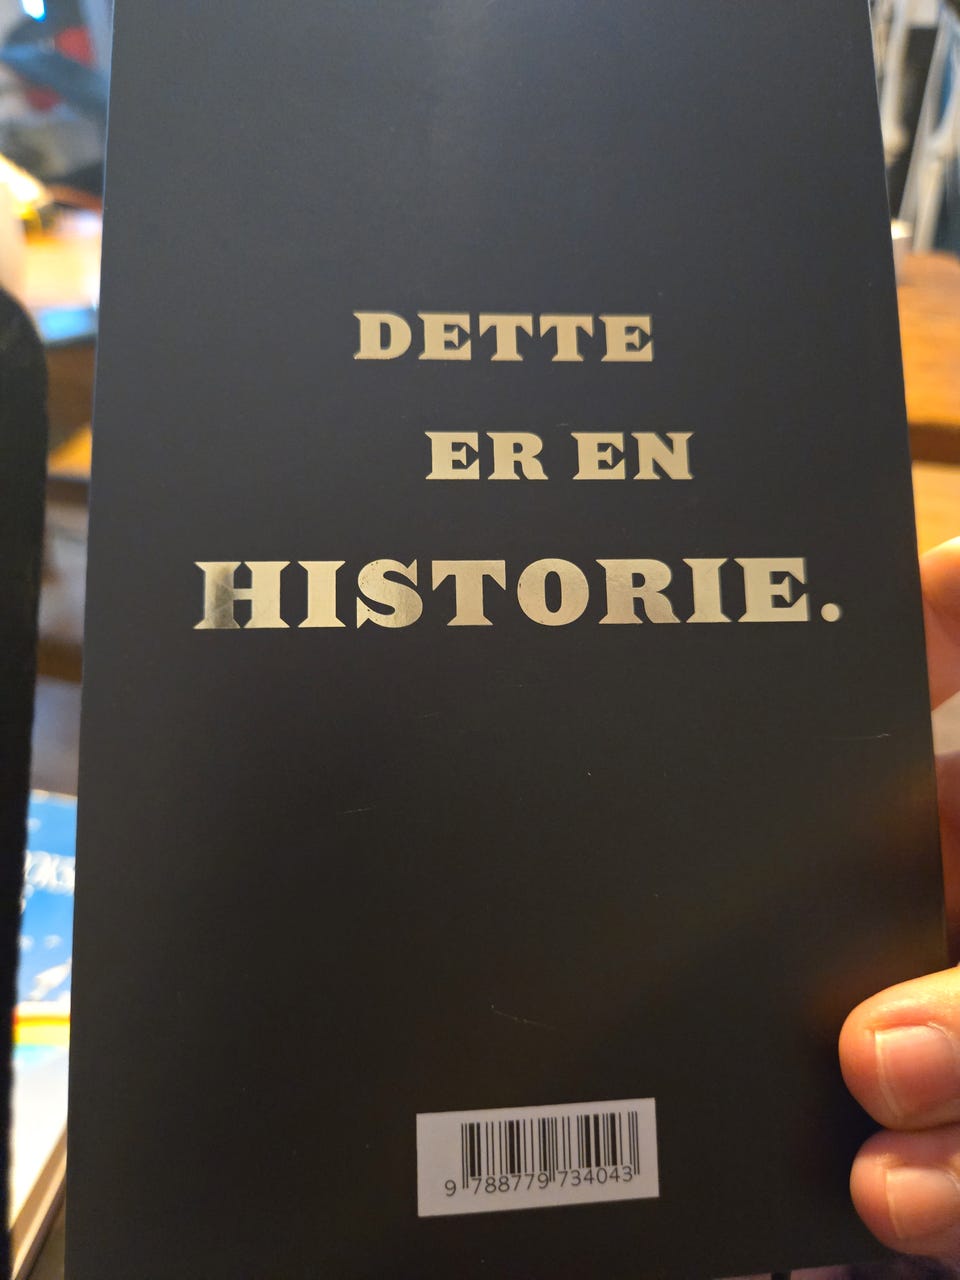 DETTE
ER EN
HISTORIE.
9 788779 734043